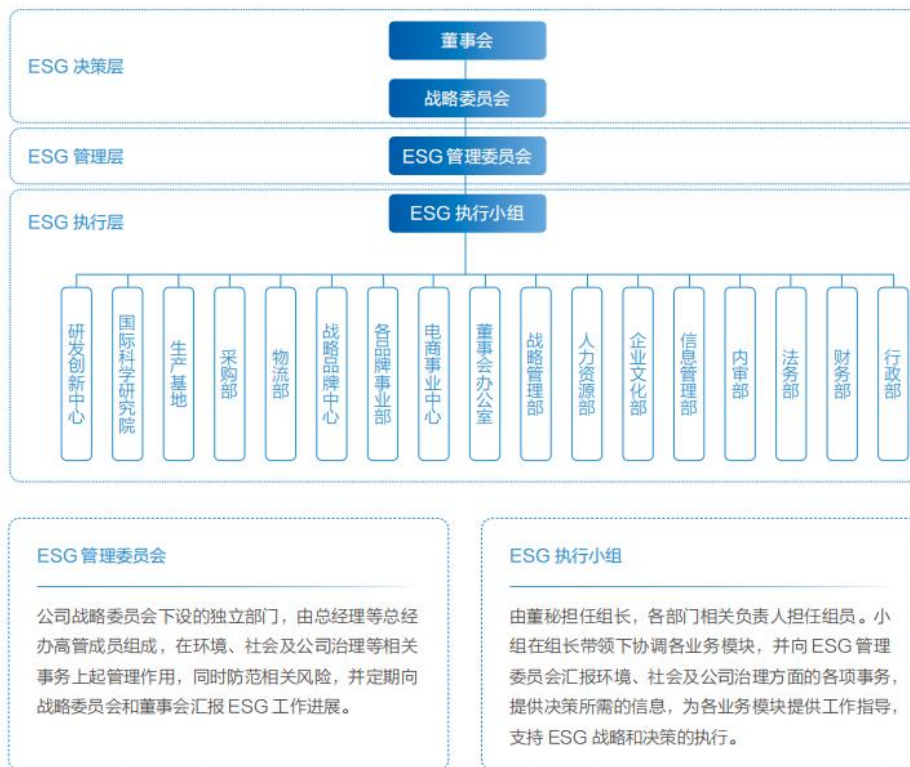 董事会
ESG 决策层
战略委员会
ESG 管理层
ESG 管理委员会
ESG 执行层
ESG 执行小组
研发创新中心
国际科学研究院
生产基地
采购部
物流部
战略品牌中心
各品牌事业部
电商事业中心
董事会办公室
战略管理部
人力资源部
企业文化部
信息管理部
内审部
法务部
财务部
行政部
ESG 管理委员会
公司战略委员会下设的独立部门，由总经理等总经
办高管成员组成，在环境、社会及公司治理等相关
事务上起管理作用，同时防范相关风险，并定期向
战略委员会和董事会汇报 ESG 工作进展。
ESG 执行小组
由董秘担任组长，各部门相关负责人担任组员。小
组在组长带领下协调各业务模块，并向 ESG 管理
委员会汇报环境、社会及公司治理方面的各项事务，
提供决策所需的信息，为各业务模块提供工作指导，
支持 ESG 战略和决策的执行。